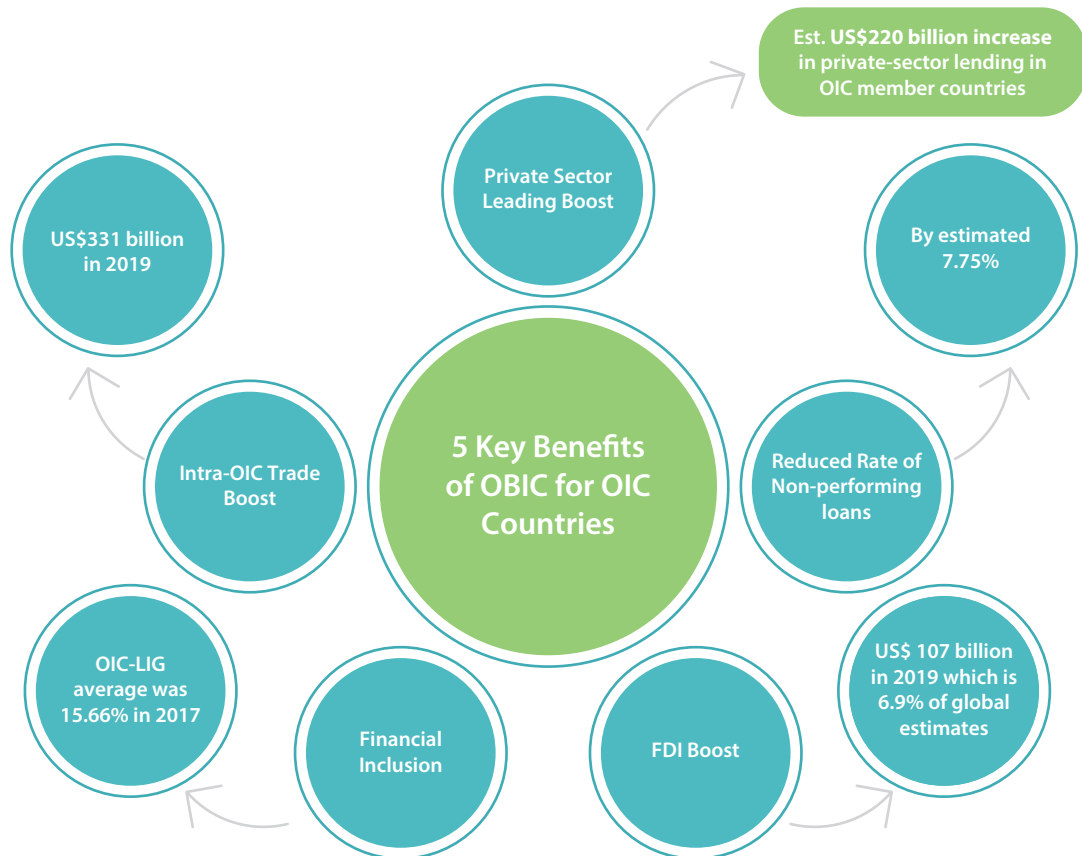 Est. US$220 billion increase
in private-sector lending in
OIC member countries
Private Sector
Leading Boost
US$331 billion
in 2019
By estimated
7.75%
5 Key Benefits
of OBIC for OIC
Countries
Intra-OIC Trade
Boost
Reduced Rate of
Non-performing
loans
OIC-LIG
average was
15.66% in 2017
US$ 107 billion
in 2019 which is
6.9% of global
estimates
Financial
Inclusion
FDI Boost